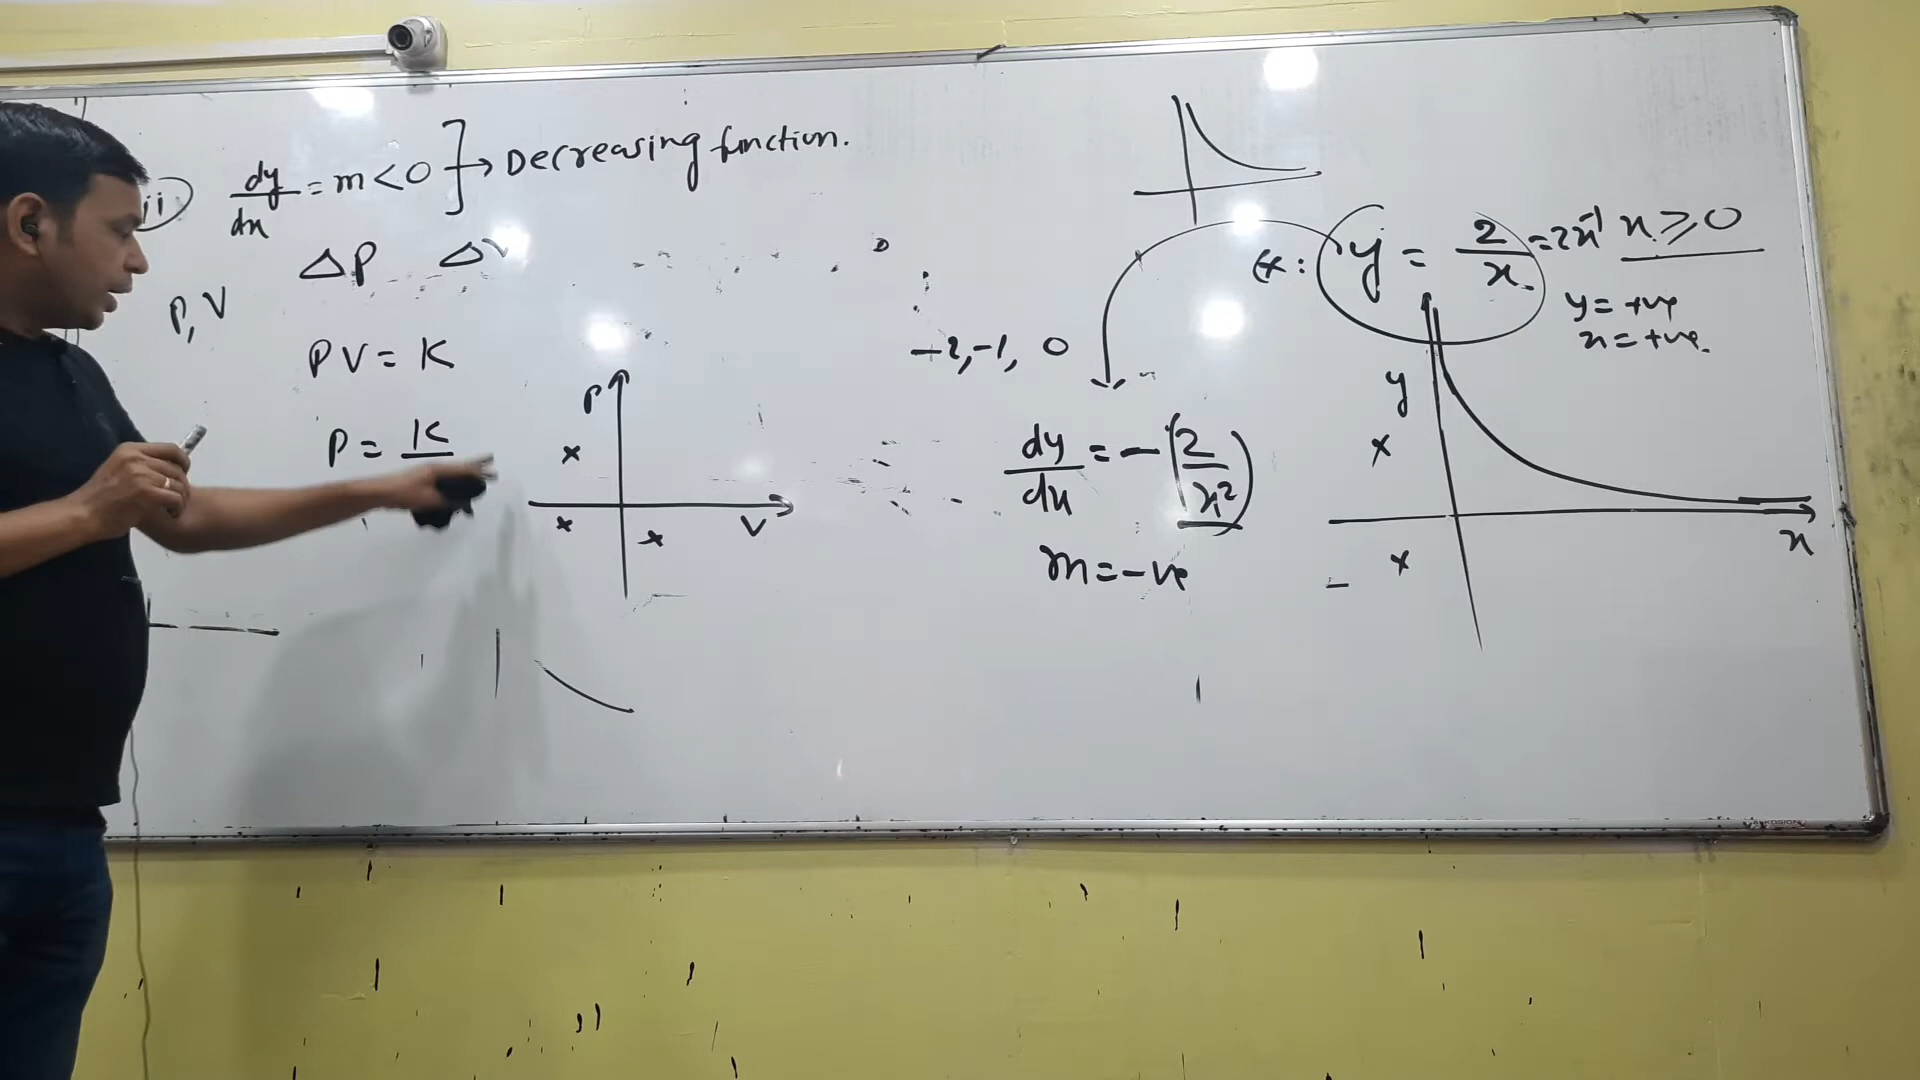 ii) dy/dx = m < 0 ] → Decreasing function.
ΔP ΔV
P, V
PV = K
P = K
P
V
-2, -1, 0
Ex: y = 2/x = 2x⁻¹ x ≥ 0
y = +ve
x = +ve.
dy/dx = -(2/x²)
m = -ve
y
x